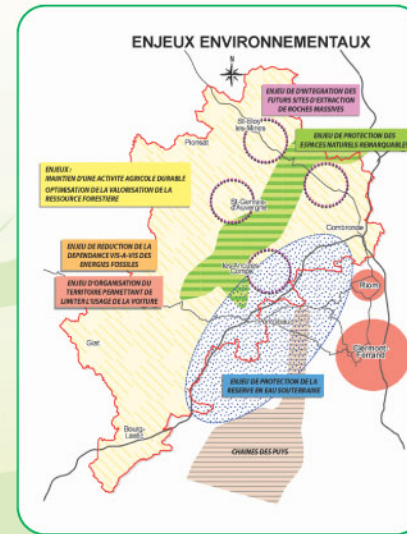 ENJEUX ENVIRONNEMENTAUX
N
ENJEU DE D'INTEGRATION DES
FUTURS SITES D'EXTRACTION
DE ROCHES MASSIVES
St-Eloy
les-Mines
Pionsat
ENJEU DE PROTECTION DES
ESPACES NATURELS REMARQUABLES
ENJEUX :
MAINTIEN D'UNE ACTIVITE AGRICOLE DURABLE
OPTIMISATION DE LA VALORISATION DE LA
RESSOURCE FORESTIERE
St-Gervais
d'Auvergne
Combronde
ENJEU DE REDUCTION DE LA
DEPENDANCE VIS-A-VIS DES
ENERGIES FOSSILES
les-Ancizes
Comps
ENJEU D'ORGANISATION DU
TERRITOIRE PERMETTANT DE
LIMITER L'USAGE DE LA VOITURE
Riom
Giat
Clermont-
Ferrand
ENJEU DE PROTECTION DE LA
RESERVE EN EAU SOUTERRAINE
Bourg-
Lastic
CHAINES DES PUYS